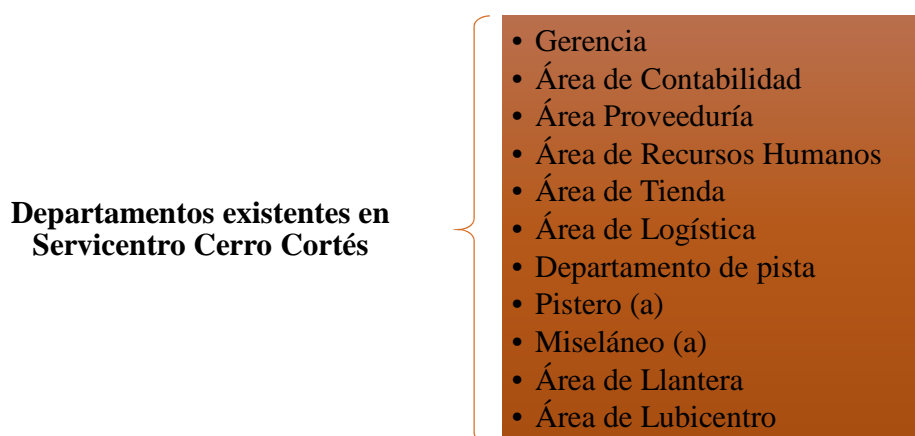 Departamentos existentes en
Servicentro Cerro Cortés
• Gerencia
• Área de Contabilidad
• Área Proveeduría
• Área de Recursos Humanos
• Área de Tienda
• Área de Logística
• Departamento de pista
• Pistero (a)
• Miseláneo (a)
• Área de Llantera
• Área de Lubicentro